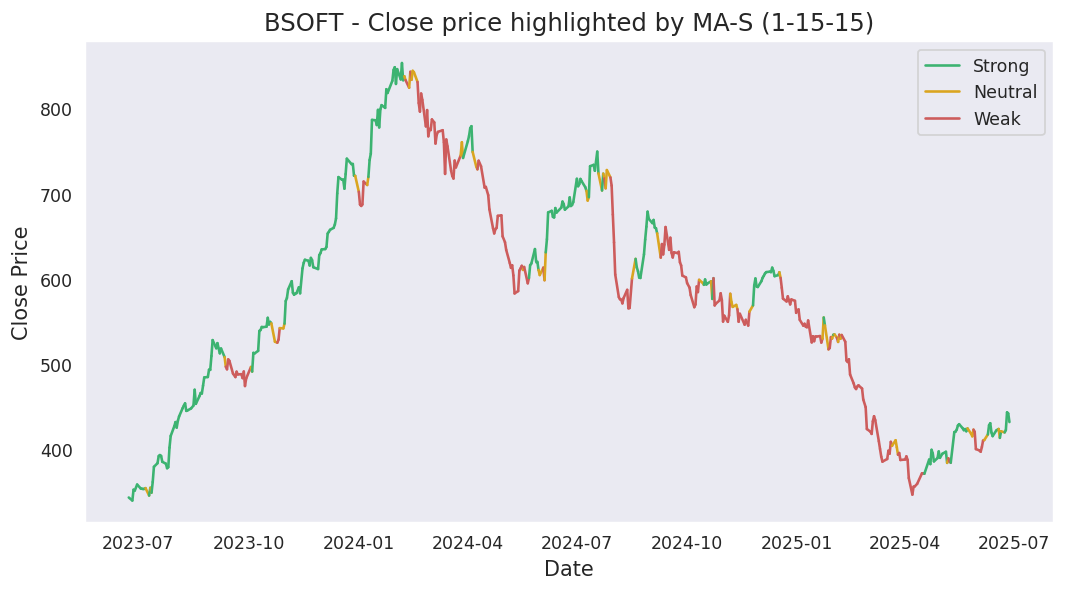 BSOFT - Close price highlighted by MA-S (1-15-15)
Strong
Neutral
Weak
Close Price
800
700
600
500
400
2023-07
2023-10
2024-01
2024-04
2024-07
2024-10
2025-01
2025-04
2025-07
Date